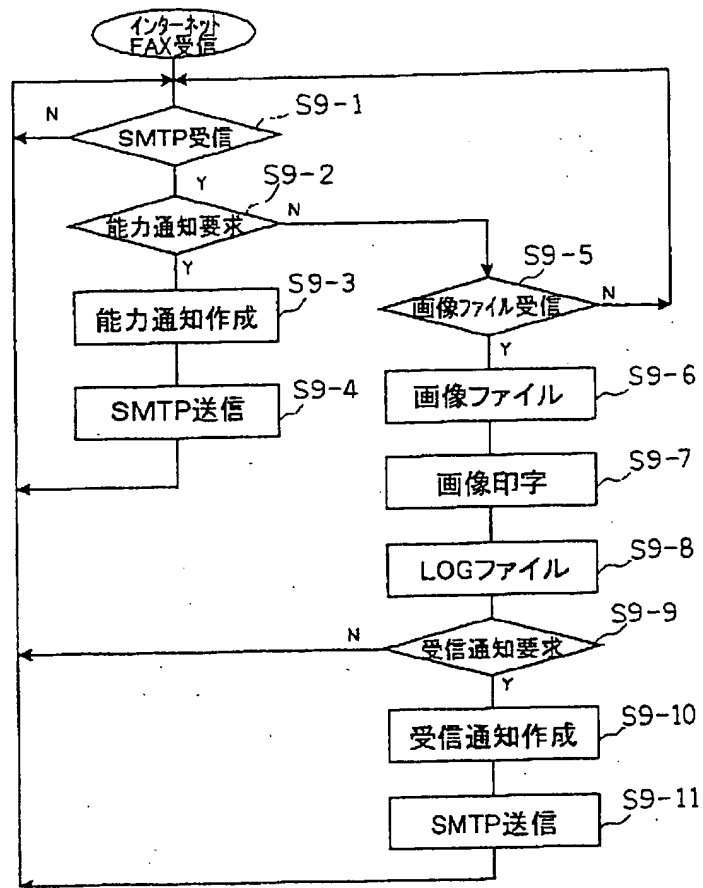 インターネット
FAX受信
S9-1
N
SMTP受信
Y
S9-2
能力通知要求
N
Y
S9-3
能力通知作成
S9-4
SMTP送信
S9-5
画像ファイル受信
N
Y
S9-6
画像ファイル
S9-7
画像印字
S9-8
LOGファイル
S9-9
N
受信通知要求
Y
S9-10
受信通知作成
S9-11
SMTP送信